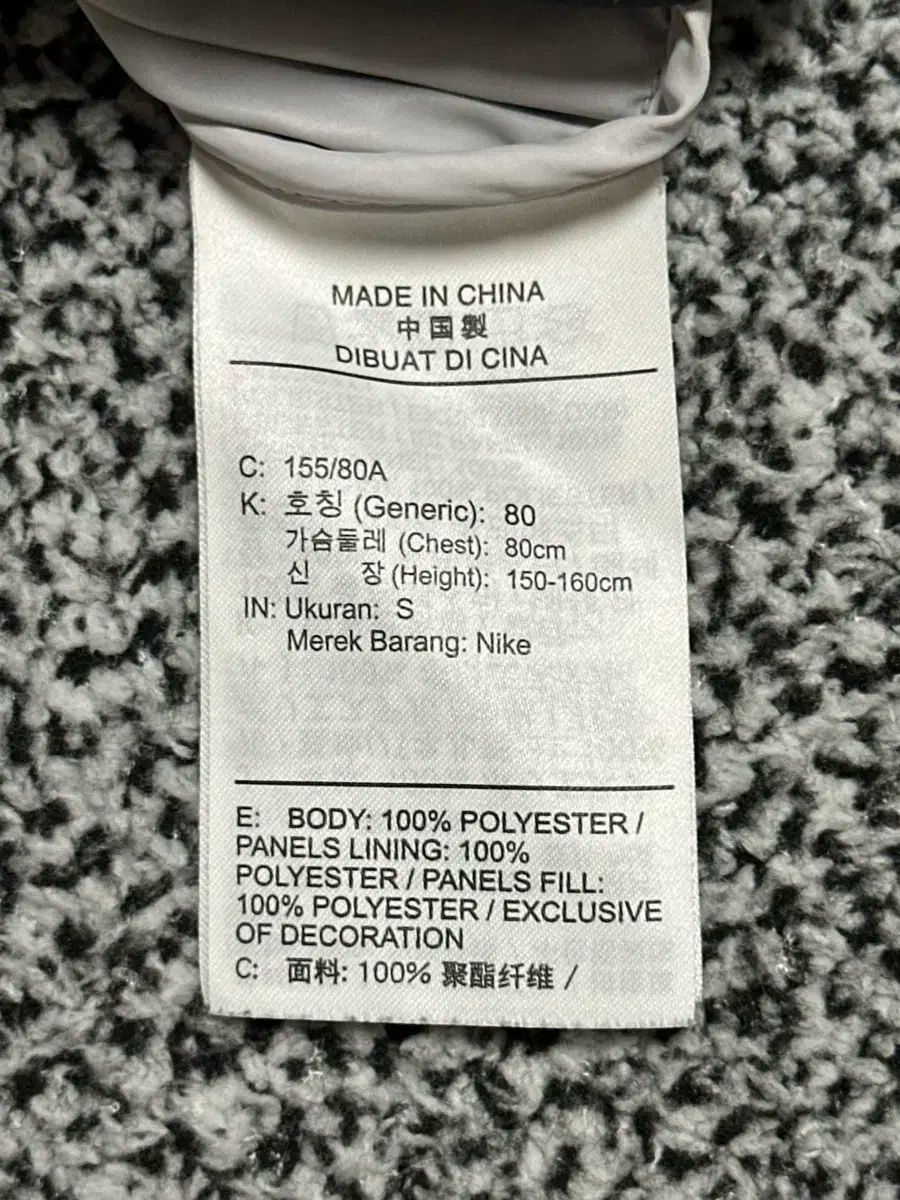 MADE IN CHINA
中国製
DIBUAT DI CINA
C: 155/80A
K: 호칭 (Generic): 80
가슴둘레 (Chest): 80cm
신 장 (Height): 150-160cm
IN: Ukuran: S
Merek Barang: Nike
E: BODY: 100% POLYESTER /
PANELS LINING: 100%
POLYESTER / PANELS FILL:
100% POLYESTER / EXCLUSIVE
OF DECORATION
C: 面料: 100% 聚酯纤维 /